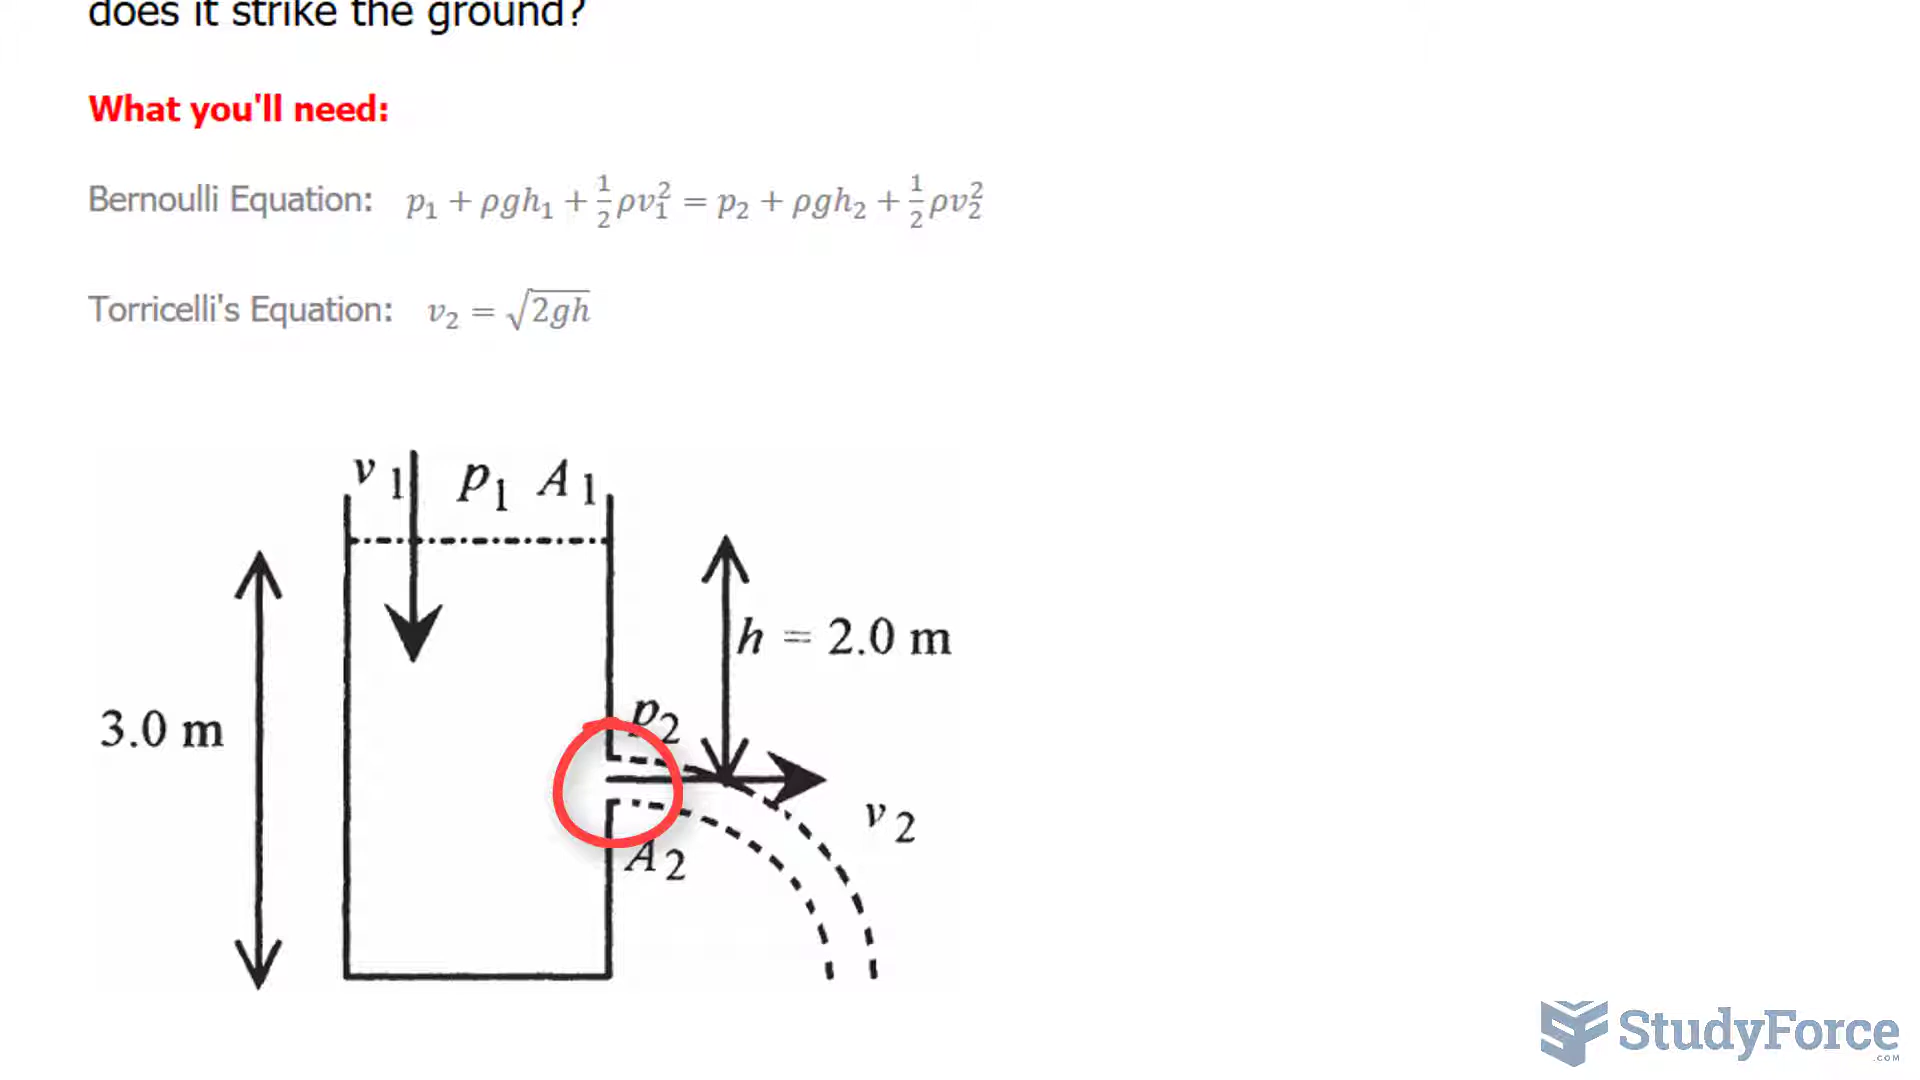 does it strike the ground?
What you'll need:
Bernoulli Equation: p₁ + ρgh₁ + ½ρv₁² = p₂ + ρgh₂ + ½ρv₂²
Torricelli's Equation: v₂ = √2gh
v₁ p₁ A₁
h = 2.0 m
3.0 m
p₂
v₂
A₂
StudyForce
.COM